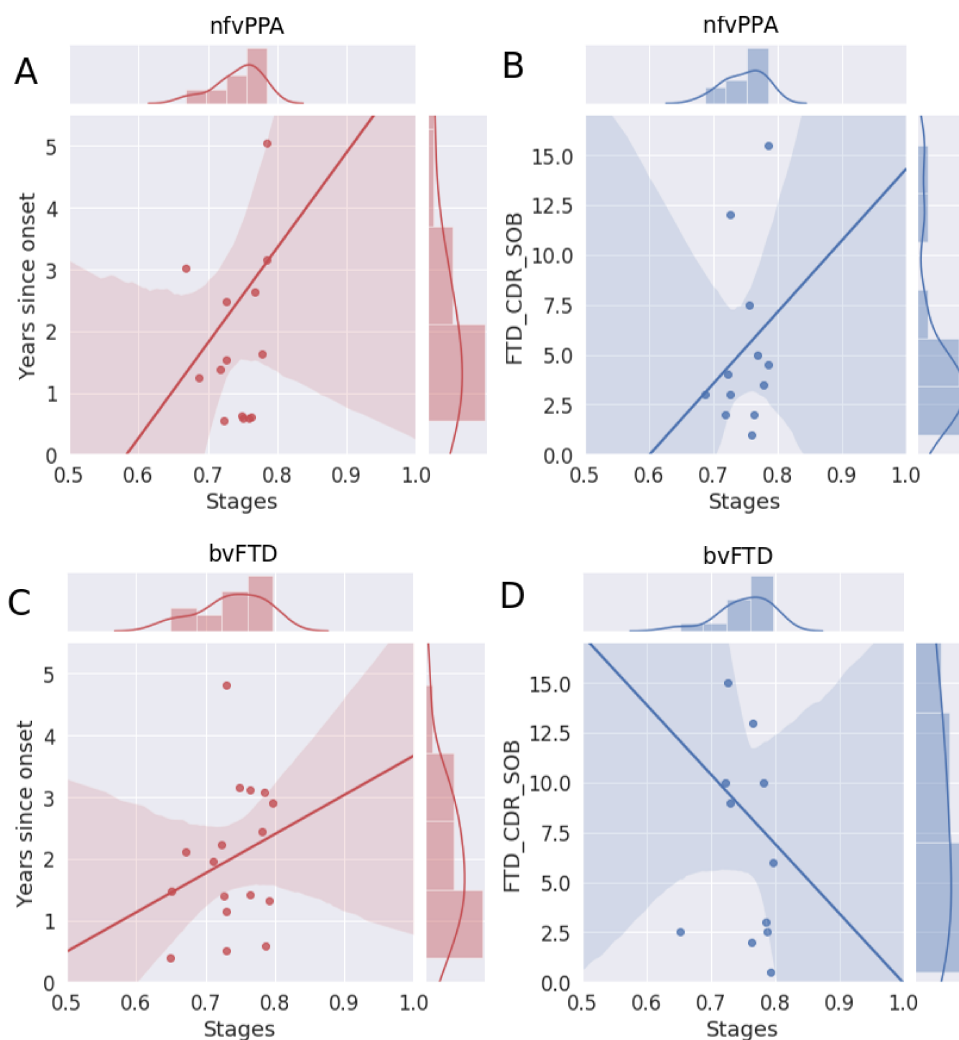 nfvPPA
A
Years since onset
5
4
3
2
1
0
0.5 0.6 0.7 0.8 0.9 1.0
Stages
nfvPPA
B
FTD_CDR_SOB
15.0
12.5
10.0
7.5
5.0
2.5
0.0
0.5 0.6 0.7 0.8 0.9 1.0
Stages
bvFTD
C
Years since onset
5
4
3
2
1
0
0.5 0.6 0.7 0.8 0.9 1.0
Stages
bvFTD
D
FTD_CDR_SOB
15.0
12.5
10.0
7.5
5.0
2.5
0.0
0.5 0.6 0.7 0.8 0.9 1.0
Stages